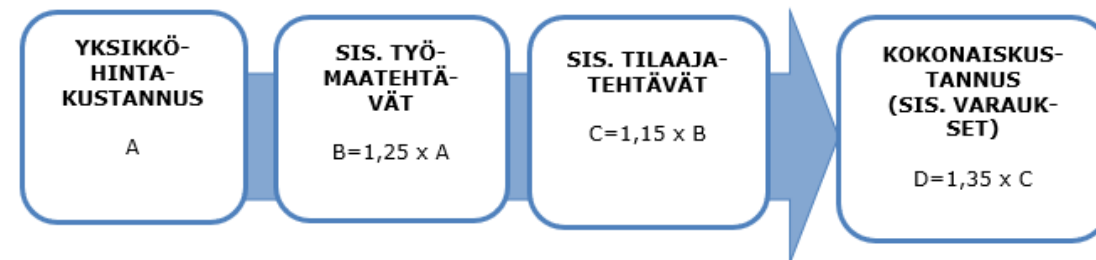 YKSIKKÖ-
HINTA-
KUSTANNUS
A
SIS. TYÖ-
MAATEHTÄ-
VÄT
B=1,25 x A
SIS. TILAAJA-
TEHTÄVÄT
C=1,15 x B
KOKONAISKUS-
TANNUS
(SIS. VARAUK-
SET)
D=1,35 x C